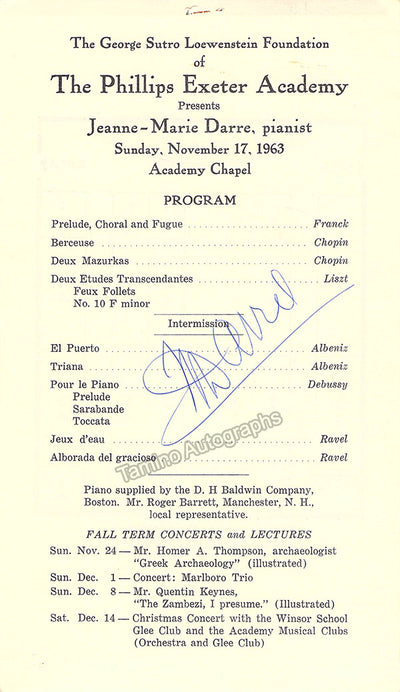 The George Sutro Loewenstein Foundation
of
The Phillips Exeter Academy
Presents
Jeanne-Marie Darre, pianist
Sunday, November 17, 1963
Academy Chapel
PROGRAM
Prelude, Choral and Fugue ........................ Franck
Berceuse ........................ Chopin
Deux Mazurkas ........................ Chopin
Deux Etudes Transcendantes ........................ Liszt
Feux Follets
No. 10 F minor
Intermission
El Puerto ........................ Albeniz
Triana ........................ Albeniz
Pour le Piano ........................ Debussy
Prelude
Sarabande
Toccata
Jeux d'eau ........................ Ravel
Alborada del gracioso ........................ Ravel
Tamino Autographs
Piano supplied by the D. H Baldwin Company,
Boston. Mr. Roger Barrett, Manchester, N. H.,
local representative.
FALL TERM CONCERTS and LECTURES
Sun. Nov. 24 — Mr. Homer A. Thompson, archaeologist
"Greek Archaeology" (illustrated)
Sun. Dec. 1 — Concert: Marlboro Trio
Sun. Dec. 8 — Mr. Quentin Keynes,
"The Zambezi, I presume." (Illustrated)
Sat. Dec. 14 — Christmas Concert with the Winsor School
Glee Club and the Academy Musical Clubs
(Orchestra and Glee Club)